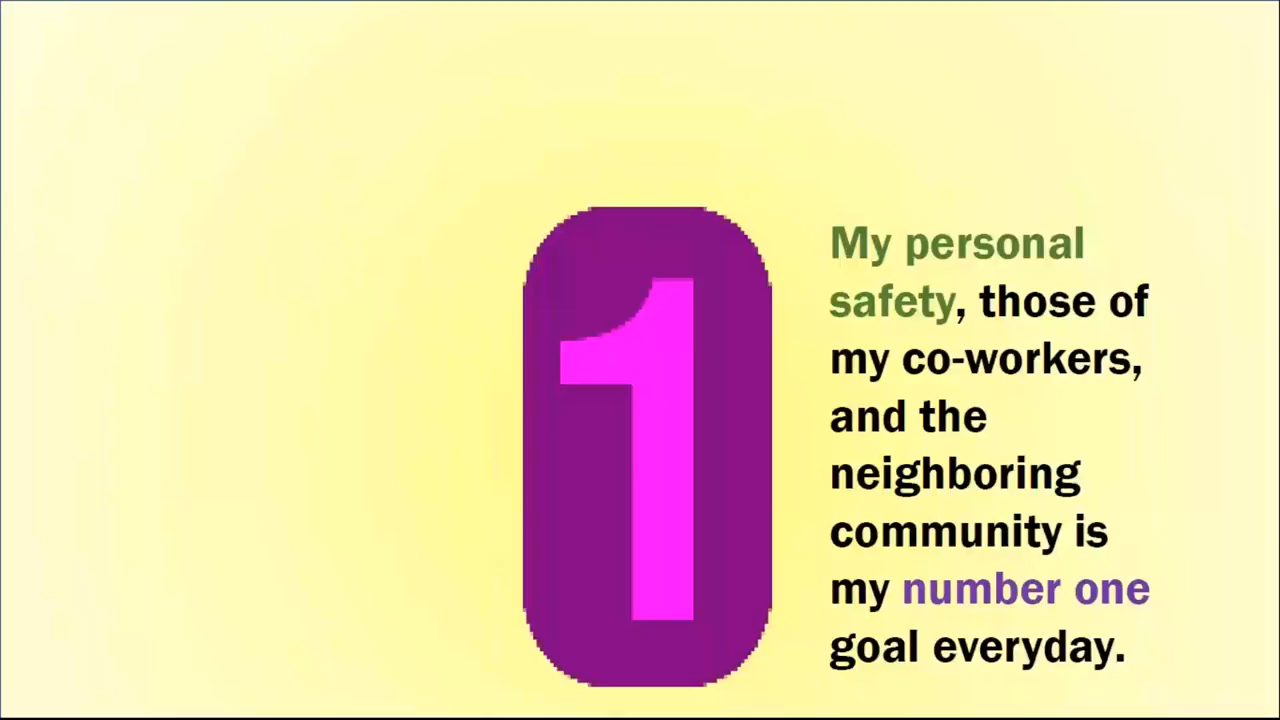 1
My personal
safety, those of
my co-workers,
and the
neighboring
community is
my number one
goal everyday.